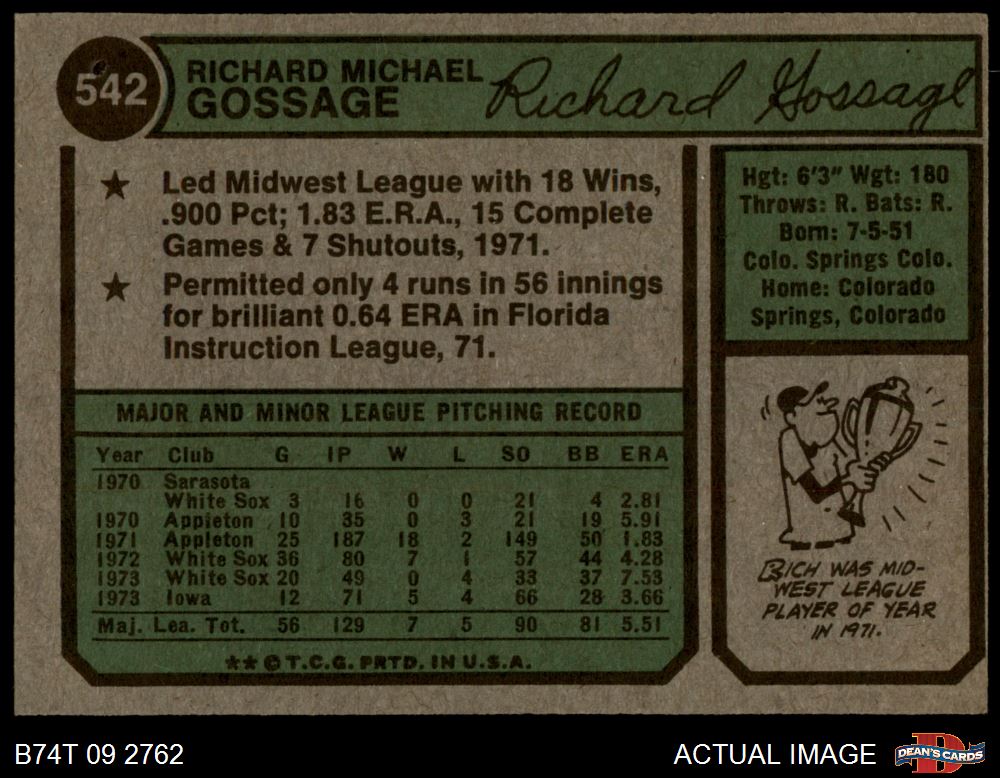 542
RICHARD MICHAEL
GOSSAGE
Richard Gossage
★ Led Midwest League with 18 Wins,
.900 Pct; 1.83 E.R.A., 15 Complete
Games & 7 Shutouts, 1971.
★ Permitted only 4 runs in 56 innings
for brilliant 0.64 ERA in Florida
Instruction League, 71.
Hgt: 6'3" Wgt: 180
Throws: R. Bats: R.
Born: 7-5-51
Colo. Springs Colo.
Home: Colorado
Springs, Colorado
MAJOR AND MINOR LEAGUE PITCHING RECORD
Year Club G IP W L SO BB ERA
1970 Sarasota
White Sox 3 16 0 0 21 4 2.81
1970 Appleton 10 35 0 3 21 19 5.91
1971 Appleton 25 187 18 2 149 50 1.83
1972 White Sox 36 80 7 1 57 44 4.28
1973 White Sox 20 49 0 4 33 37 7.53
1973 Iowa 12 71 5 4 66 28 3.66
Maj. Lea. Tot. 56 129 7 5 90 81 5.51
★★ © T.C.G. PRTD. IN U.S.A.
RICH WAS MID-
WEST LEAGUE
PLAYER OF YEAR
IN 1971.
B74T 09 2762
ACTUAL IMAGE
D
DEAN'S CARDS